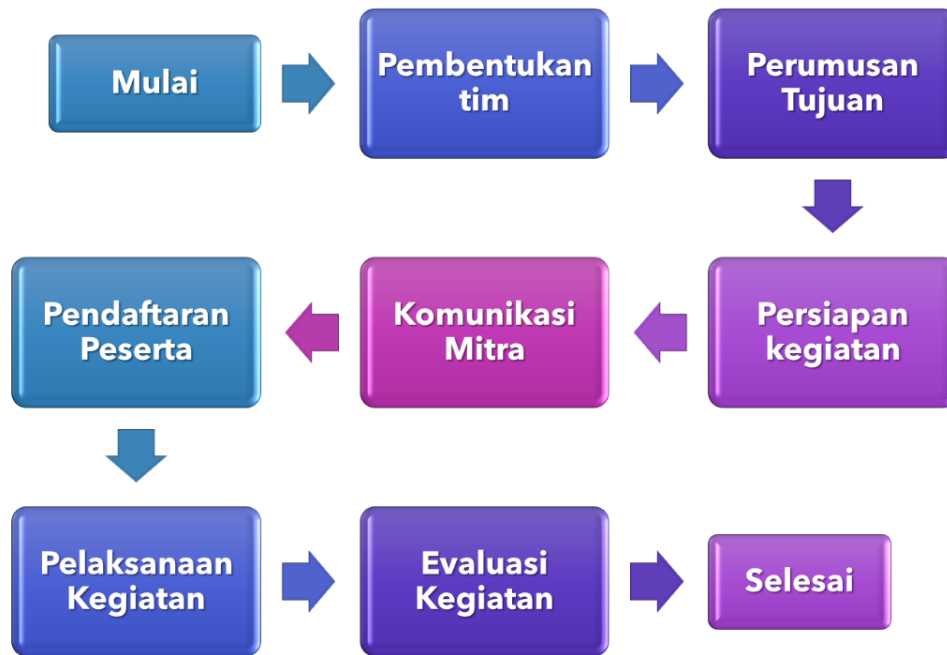 Mulai
Pembentukan
tim
Perumusan
Tujuan
Persiapan
kegiatan
Komunikasi
Mitra
Pendaftaran
Peserta
Pelaksanaan
Kegiatan
Evaluasi
Kegiatan
Selesai